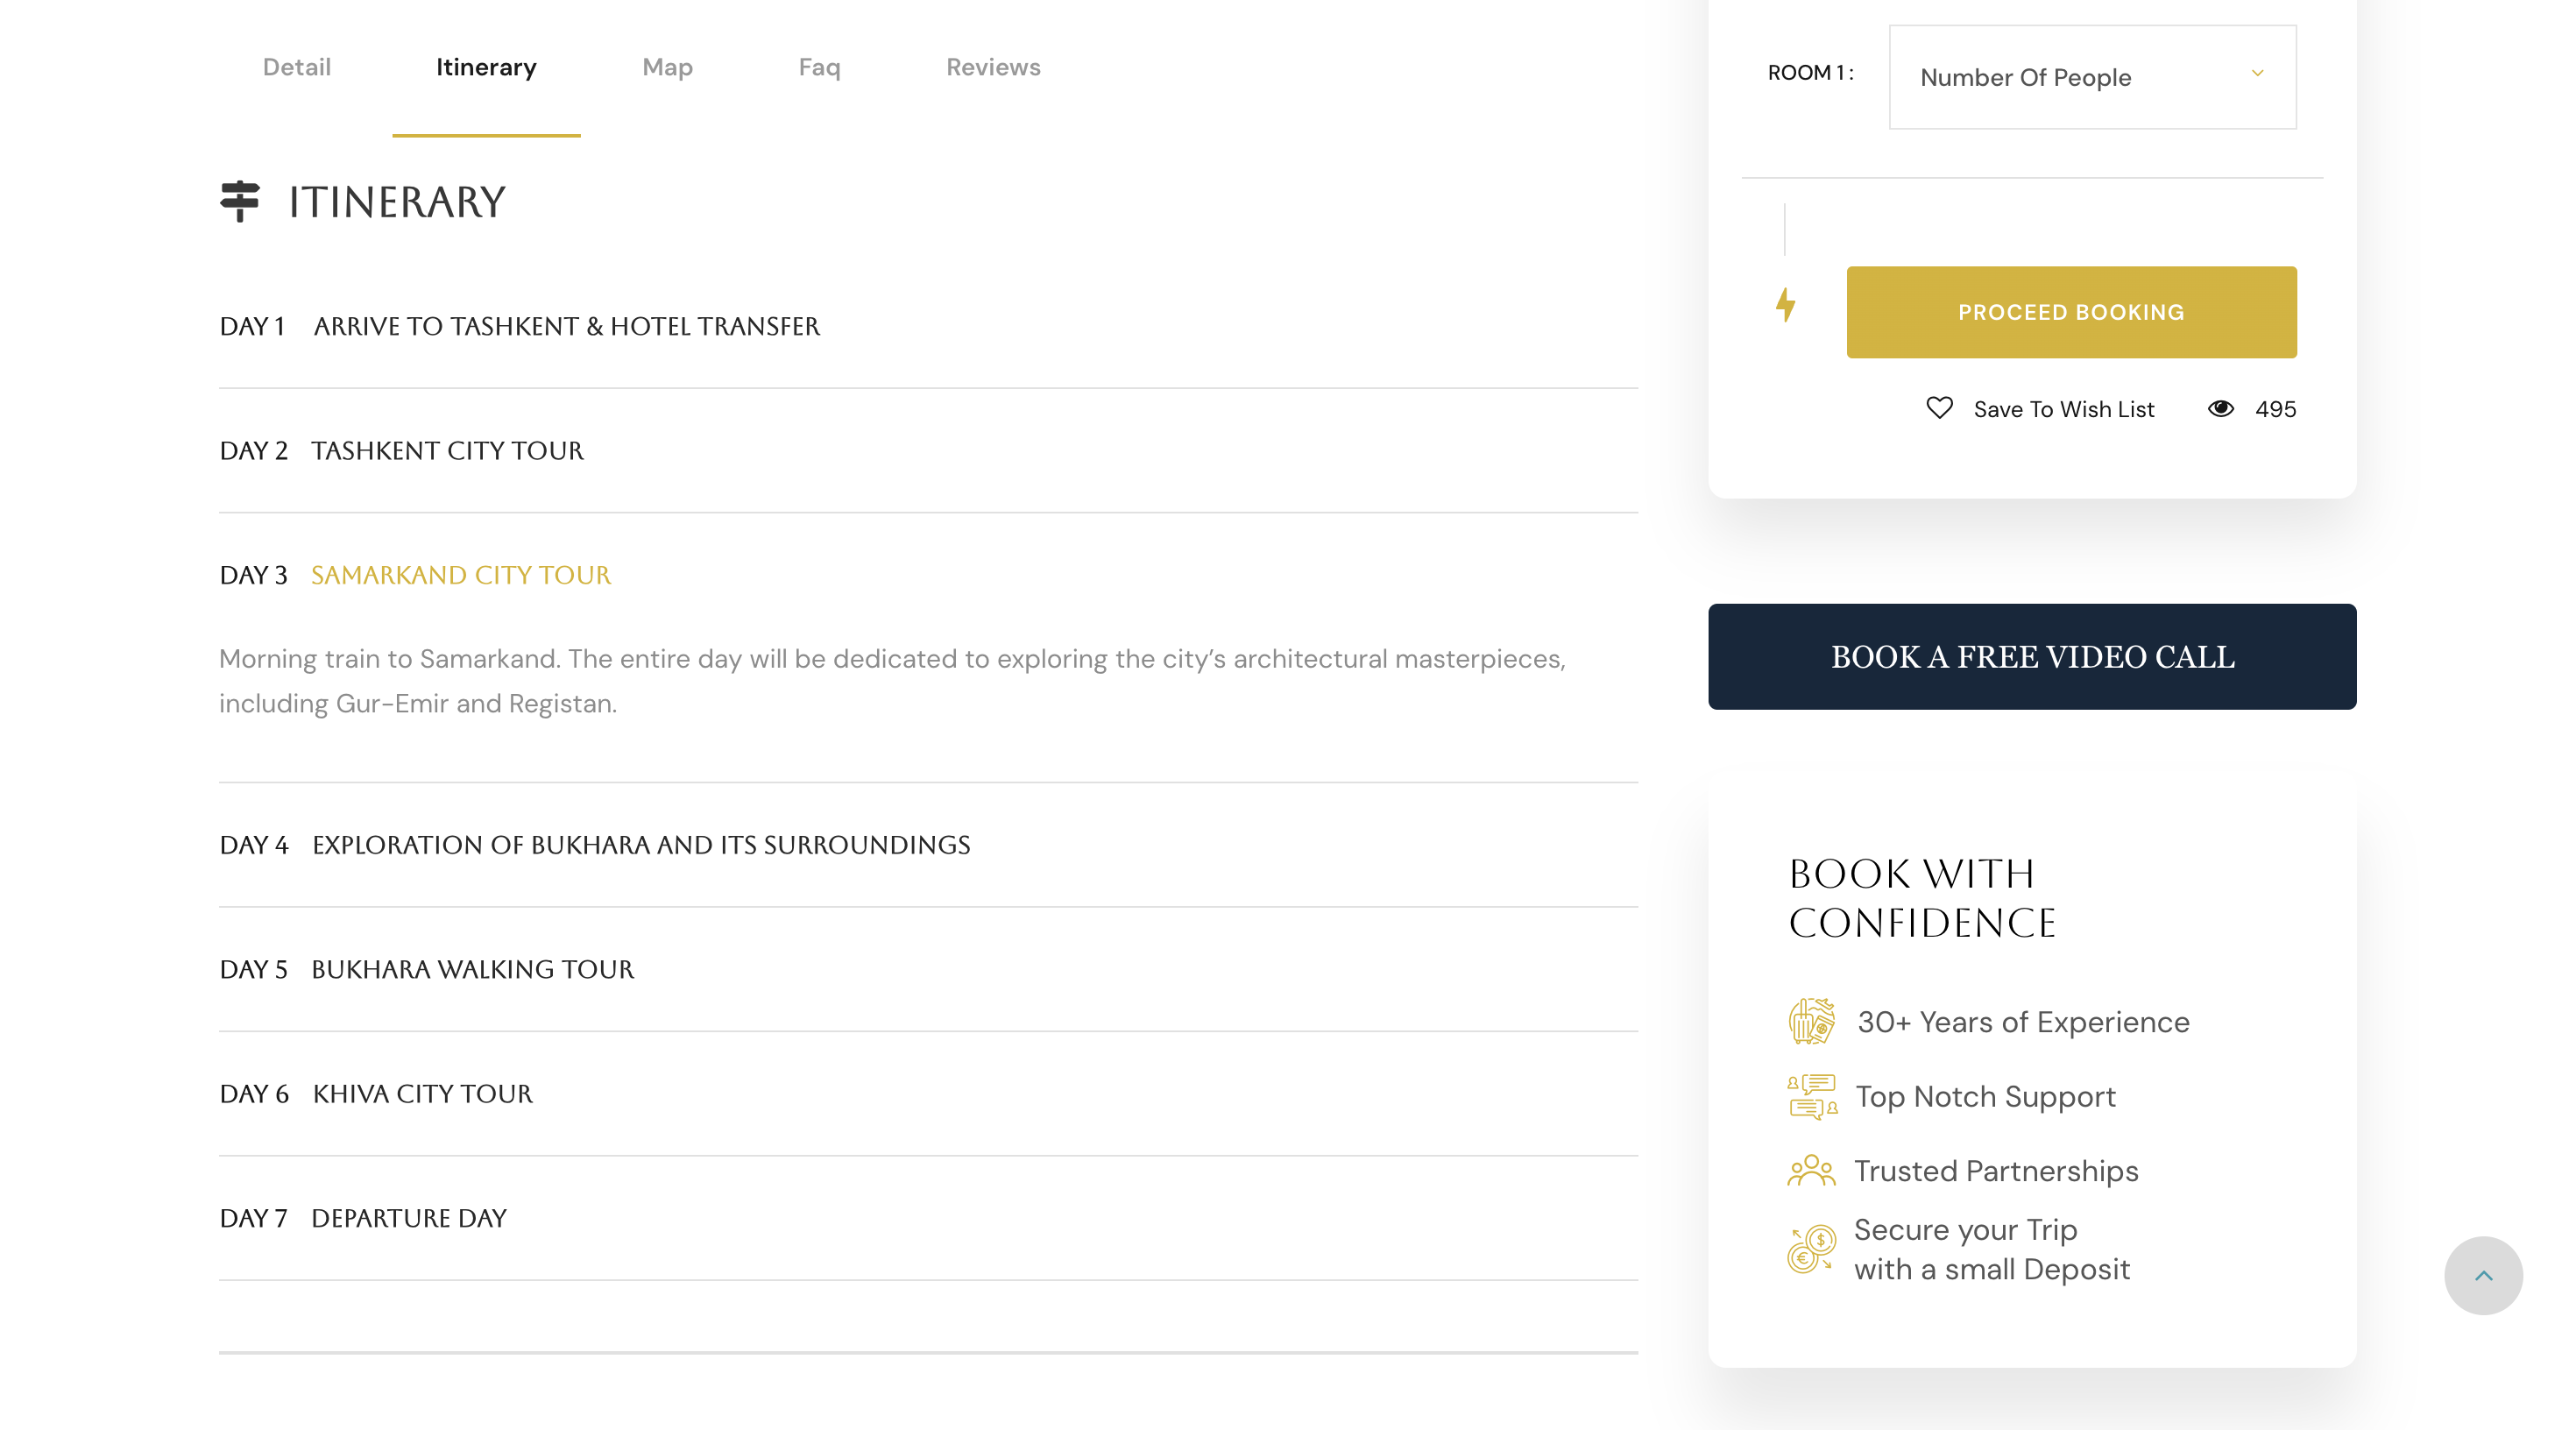 Detail Itinerary Map Faq Reviews
ITINERARY
DAY 1 ARRIVE TO TASHKENT & HOTEL TRANSFER
DAY 2 TASHKENT CITY TOUR
DAY 3 SAMARKAND CITY TOUR
Morning train to Samarkand. The entire day will be dedicated to exploring the city’s architectural masterpieces,
including Gur-Emir and Registan.
DAY 4 EXPLORATION OF BUKHARA AND ITS SURROUNDINGS
DAY 5 BUKHARA WALKING TOUR
DAY 6 KHIVA CITY TOUR
DAY 7 DEPARTURE DAY
ROOM 1 : Number Of People
PROCEED BOOKING
Save To Wish List 495
BOOK A FREE VIDEO CALL
BOOK WITH
CONFIDENCE
30+ Years of Experience
Top Notch Support
Trusted Partnerships
Secure your Trip
with a small Deposit